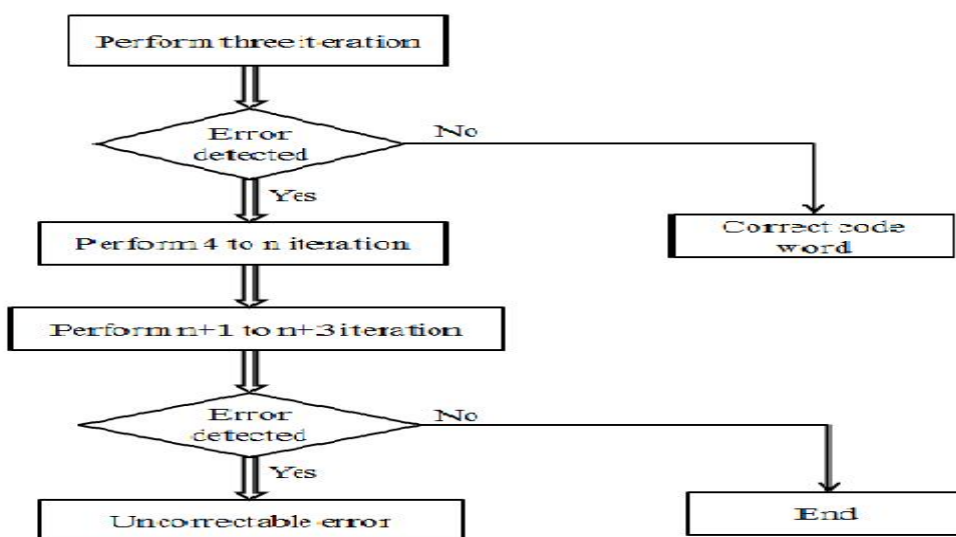 Perform three iteration
Error
detected
No
Yes
Correct code
word
Perform 4 to n iteration
Perform n+1 to n+3 iteration
Error
detected
No
Yes
Uncorrectable error
End